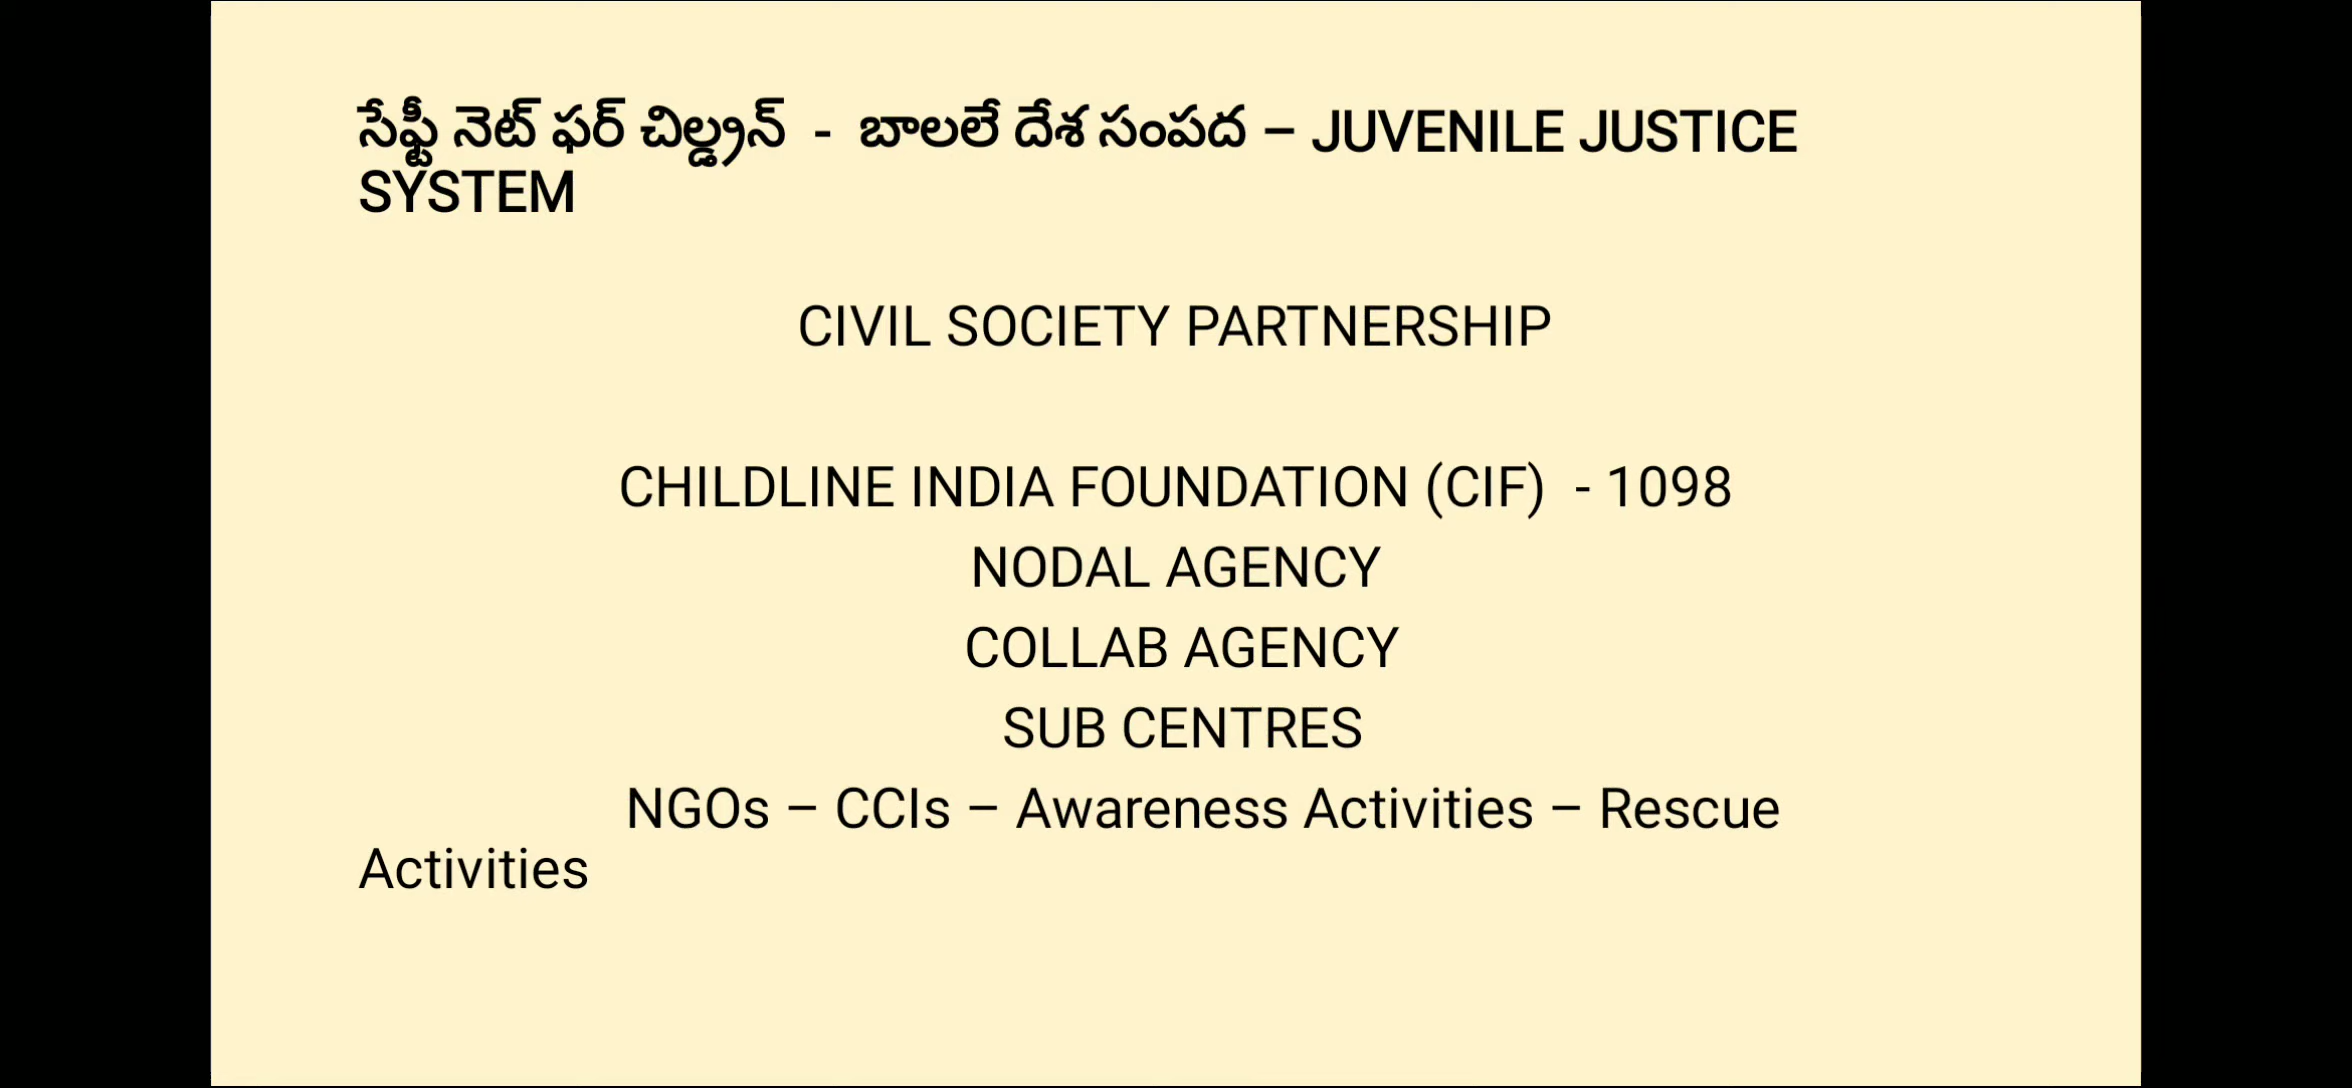 సేఫ్టీ నెట్ ఫర్ చిల్డ్రన్ - బాలలే దేశ సంపద – JUVENILE JUSTICE
SYSTEM
CIVIL SOCIETY PARTNERSHIP
CHILDLINE INDIA FOUNDATION (CIF) - 1098
NODAL AGENCY
COLLAB AGENCY
SUB CENTRES
NGOs – CCIs – Awareness Activities – Rescue
Activities